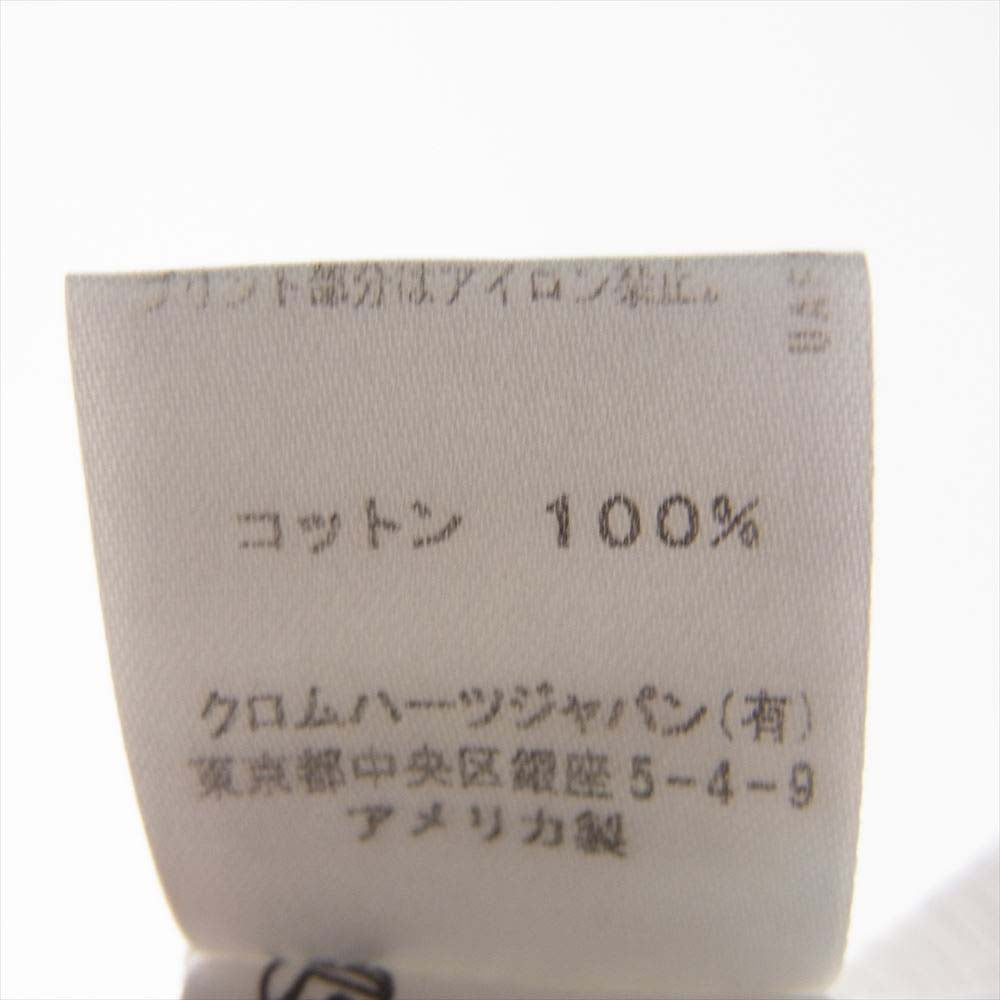 プリント部分はアイロン禁止。
コットン 100%
クロムハーツジャパン(有)
東京都中央区銀座5-4-9
アメリカ製